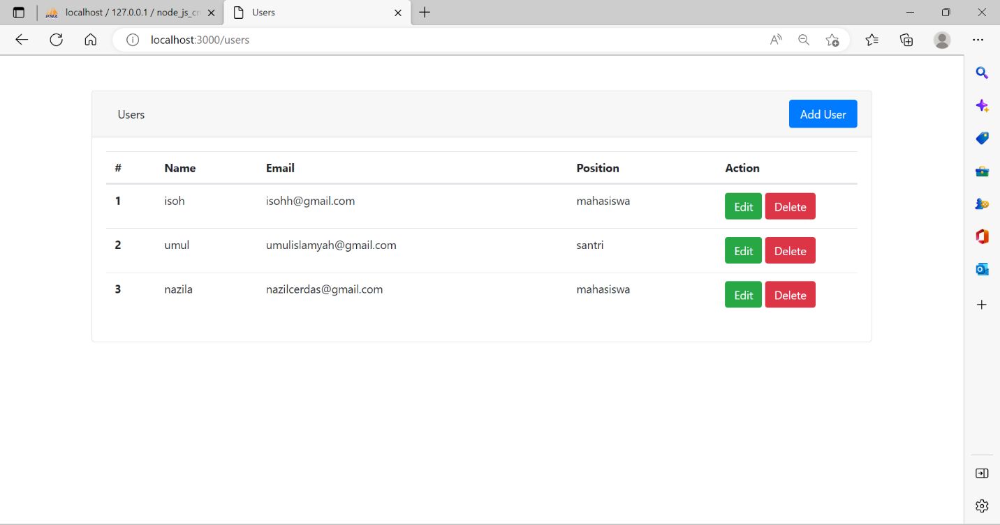 PMA localhost / 127.0.0.1 / node_js_cr
Users
localhost:3000/users
Users
Add User
# Name Email Position Action
1 isoh isohh@gmail.com mahasiswa Edit Delete
2 umul umulislamyah@gmail.com santri Edit Delete
3 nazila nazilcerdas@gmail.com mahasiswa Edit Delete